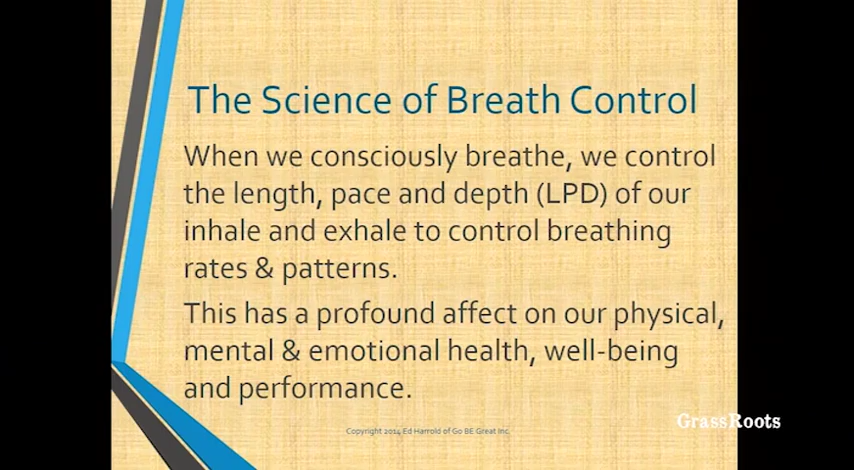 The Science of Breath Control
When we consciously breathe, we control
the length, pace and depth (LPD) of our
inhale and exhale to control breathing
rates & patterns.
This has a profound affect on our physical,
mental & emotional health, well-being
and performance.
GrassRoots
Copyright 2014 Ed Harrold of Go BE Great Inc.